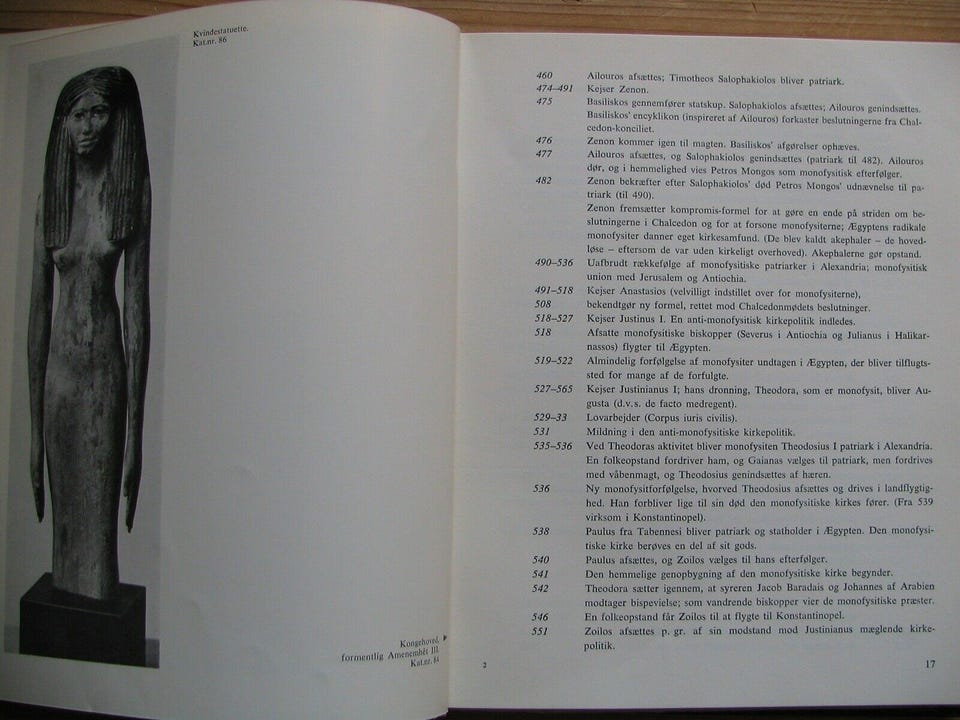 Kvindestatuette.
Kat.nr. 86
Kongehoved,
formentlig Amenemhêt III.
Kat.nr. 84
460 Ailouros afsættes; Timotheos Salophakiolos bliver patriark.
474–491 Kejser Zenon.
475 Basiliskos gennemfører statskup. Salophakiolos afsættes; Ailouros genindsættes.
Basiliskos' encyklikon (inspireret af Ailouros) forkaster beslutningerne fra Chal-
cedon-konciliet.
476 Zenon kommer igen til magten. Basiliskos' afgørelser ophæves.
477 Ailouros afsættes, og Salophakiolos genindsættes (patriark til 482). Ailouros
dør, og i hemmelighed vies Petros Mongos som monofysitisk efterfølger.
482 Zenon bekræfter efter Salophakiolos' død Petros Mongos' udnævnelse til pa-
triark (til 490).
Zenon fremsætter kompromis-formel for at gøre en ende på striden om be-
slutningerne i Chalcedon og for at forsone monofysiterne; Ægyptens radikale
monofysiter danner eget kirkesamfund. (De blev kaldt akephaler – de hoved-
løse – eftersom de var uden kirkeligt overhoved). Akephalerne gør opstand.
490–536 Uafbrudt rækkefølge af monofysitiske patriarker i Alexandria; monofysitisk
union med Jerusalem og Antiochia.
491–518 Kejser Anastasios (velvilligt indstillet over for monofysiterne),
508 bekendtgør ny formel, rettet mod Chalcedonmødets beslutninger.
518–527 Kejser Justinus I. En anti-monofysitisk kirkepolitik indledes.
518 Afsatte monofysitiske biskopper (Severus i Antiochia og Julianus i Halikar-
nassos) flygter til Ægypten.
519–522 Almindelig forfølgelse af monofysiter undtagen i Ægypten, der bliver tilflugts-
sted for mange af de forfulgte.
527–565 Kejser Justinianus I; hans dronning, Theodora, som er monofysit, bliver Au-
gusta (d.v.s. de facto medregent).
529–33 Lovarbejder (Corpus iuris civilis).
531 Mildning i den anti-monofysitiske kirkepolitik.
535–536 Ved Theodoras aktivitet bliver monofysiten Theodosius I patriark i Alexandria.
En folkeopstand fordriver ham, og Gaianas vælges til patriark, men fordrives
med våbenmagt, og Theodosius genindsættes af hæren.
536 Ny monofysitforfølgelse, hvorved Theodosius afsættes og drives i landflygtig-
hed. Han forbliver lige til sin død den monofysitiske kirkes fører. (Fra 539
virksom i Konstantinopel).
538 Paulus fra Tabennesi bliver patriark og statholder i Ægypten. Den monofysi-
tiske kirke berøves en del af sit gods.
540 Paulus afsættes, og Zoilos vælges til hans efterfølger.
541 Den hemmelige genopbygning af den monofysitiske kirke begynder.
542 Theodora sætter igennem, at syreren Jacob Baradais og Johannes af Arabien
modtager bispevielse; som vandrende biskopper vier de monofysitiske præster.
546 En folkeopstand får Zoilos til at flygte til Konstantinopel.
551 Zoilos afsættes p. gr. af sin modstand mod Justinianus mæglende kirke-
politik.
2 17